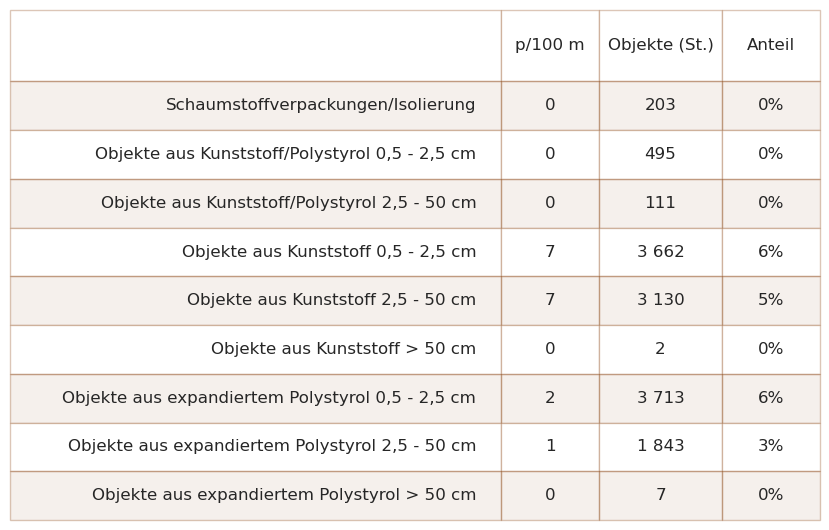 p/100 m Objekte (St.) Anteil
Schaumstoffverpackungen/Isolierung 0 203 0%
Objekte aus Kunststoff/Polystyrol 0,5 - 2,5 cm 0 495 0%
Objekte aus Kunststoff/Polystyrol 2,5 - 50 cm 0 111 0%
Objekte aus Kunststoff 0,5 - 2,5 cm 7 3 662 6%
Objekte aus Kunststoff 2,5 - 50 cm 7 3 130 5%
Objekte aus Kunststoff > 50 cm 0 2 0%
Objekte aus expandiertem Polystyrol 0,5 - 2,5 cm 2 3 713 6%
Objekte aus expandiertem Polystyrol 2,5 - 50 cm 1 1 843 3%
Objekte aus expandiertem Polystyrol > 50 cm 0 7 0%